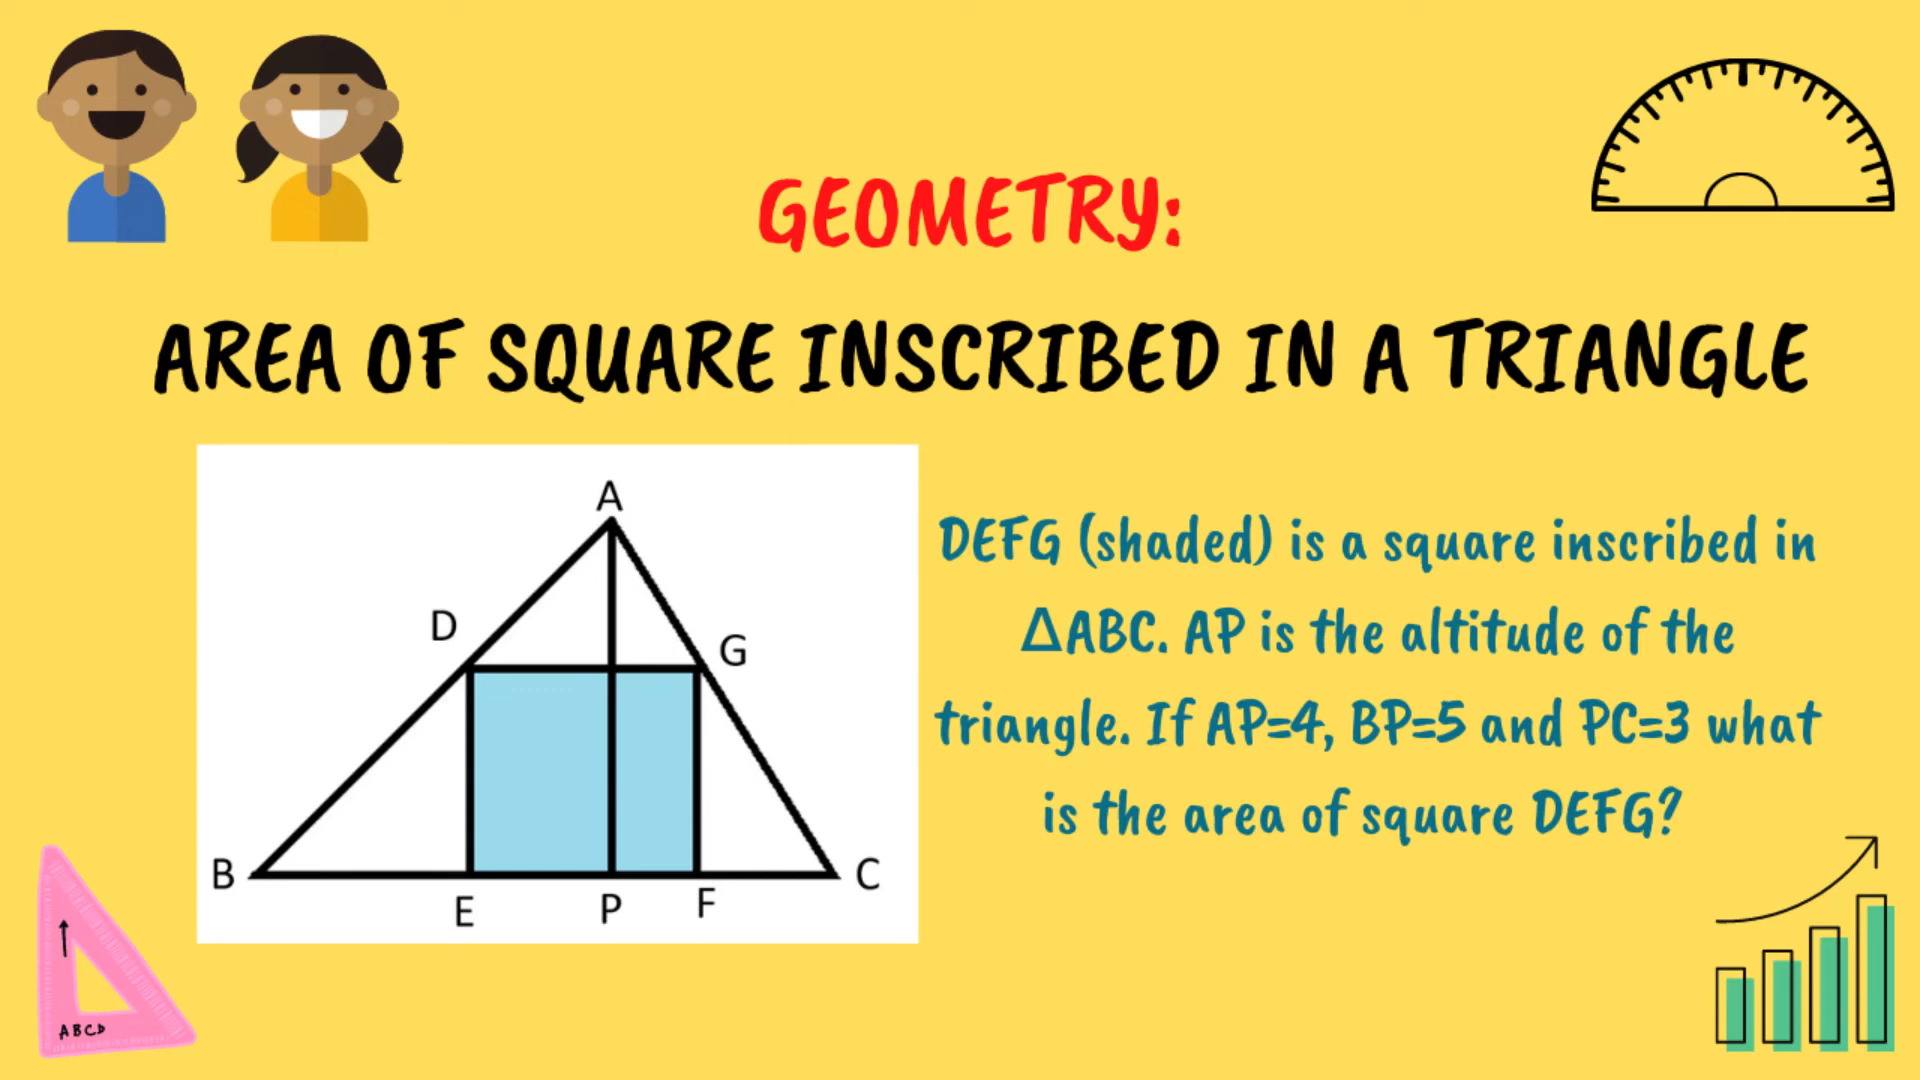 GEOMETRY:
AREA OF SQUARE INSCRIBED IN A TRIANGLE
A
D
G
B
C
E
P
F
DEFG (shaded) is a square inscribed in
ΔABC. AP is the altitude of the
triangle. If AP=4, BP=5 and PC=3 what
is the area of square DEFG?
ABCD